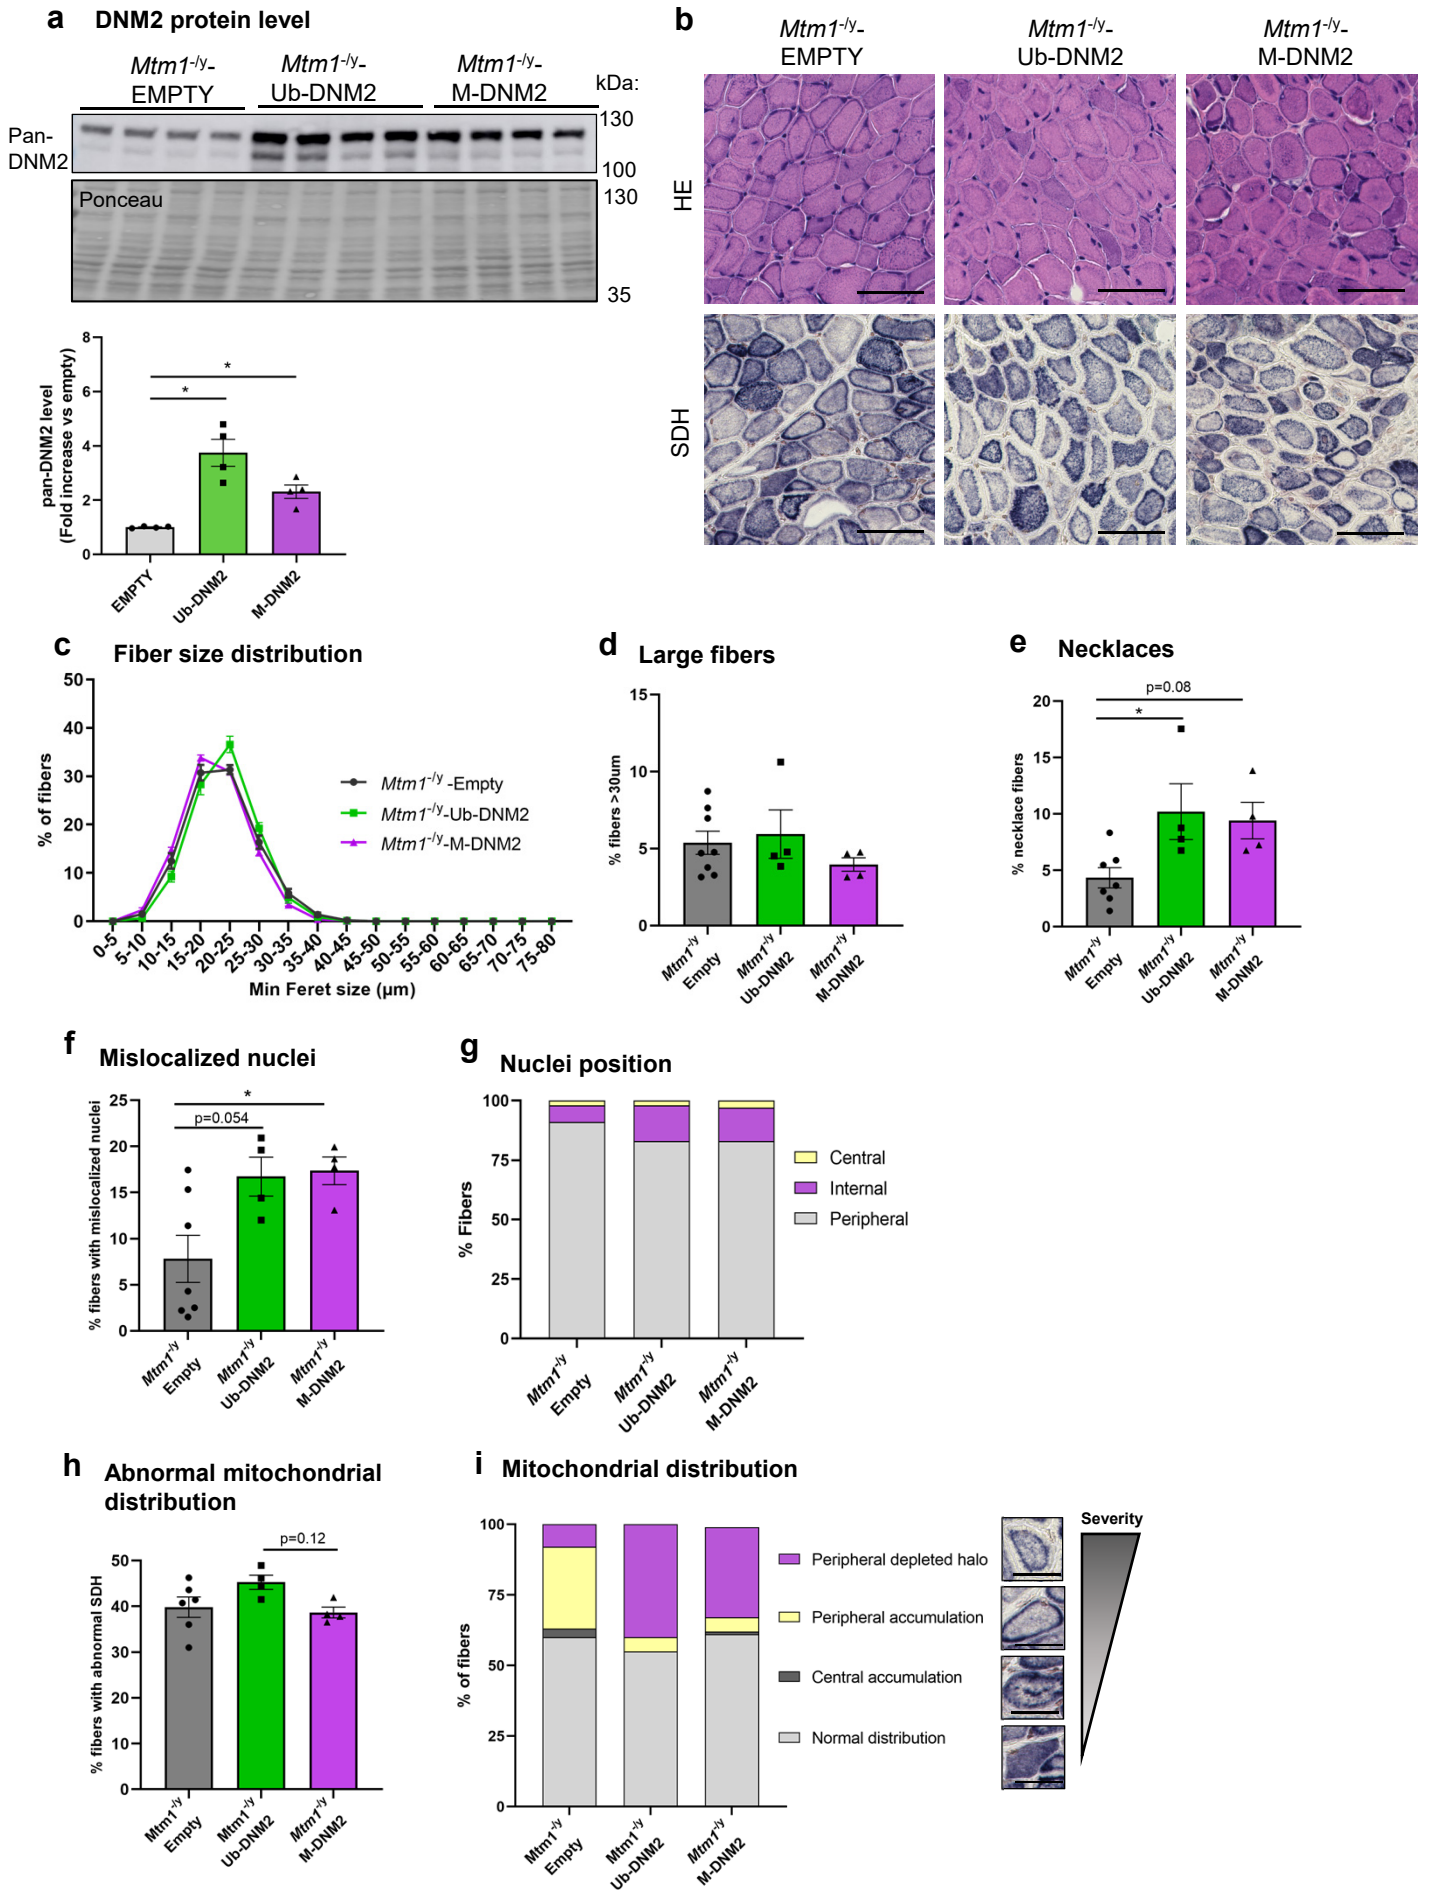 a DNM2 protein level
Mtm1-/y-
EMPTY
Mtm1-/y-
Ub-DNM2
Mtm1-/y-
M-DNM2
kDa:
Pan-
DNM2
130
100
Ponceau
130
35
pan-DNM2 level
(Fold increase vs empty)
8
6
4
2
0
*
*
EMPTY
Ub-DNM2
M-DNM2
b
Mtm1-/y-
EMPTY
Mtm1-/y-
Ub-DNM2
Mtm1-/y-
M-DNM2
HE
SDH
c Fiber size distribution
% of fibers
50
40
30
20
10
0
Mtm1-/y -Empty
Mtm1-/y-Ub-DNM2
Mtm1-/y-M-DNM2
0-5
5-10
10-15
15-20
20-25
25-30
30-35
35-40
40-45
45-50
50-55
55-60
60-65
65-70
70-75
75-80
Min Feret size (µm)
d Large fibers
% fibers >30um
15
10
5
0
Mtm1-/y
Empty
Mtm1-/y
Ub-DNM2
Mtm1-/y
M-DNM2
e Necklaces
% necklace fibers
20
15
10
5
0
p=0.08
*
Mtm1-/y
Empty
Mtm1-/y
Ub-DNM2
Mtm1-/y
M-DNM2
f Mislocalized nuclei
% fibers with mislocalized nuclei
25
20
15
10
5
0
*
p=0.054
Mtm1-/y
Empty
Mtm1-/y
Ub-DNM2
Mtm1-/y
M-DNM2
g Nuclei position
% Fibers
100
75
50
25
0
Central
Internal
Peripheral
Mtm1-/y
Empty
Mtm1-/y
Ub-DNM2
Mtm1-/y
M-DNM2
h Abnormal mitochondrial
distribution
% fibers with abnormal SDH
50
40
30
20
10
0
p=0.12
Mtm1-/y
Empty
Mtm1-/y
Ub-DNM2
Mtm1-/y
M-DNM2
i Mitochondrial distribution
% of fibers
100
75
50
25
0
Peripheral depleted halo
Peripheral accumulation
Central accumulation
Normal distribution
Severity
Mtm1-/y
Empty
Mtm1-/y
Ub-DNM2
Mtm1-/y
M-DNM2